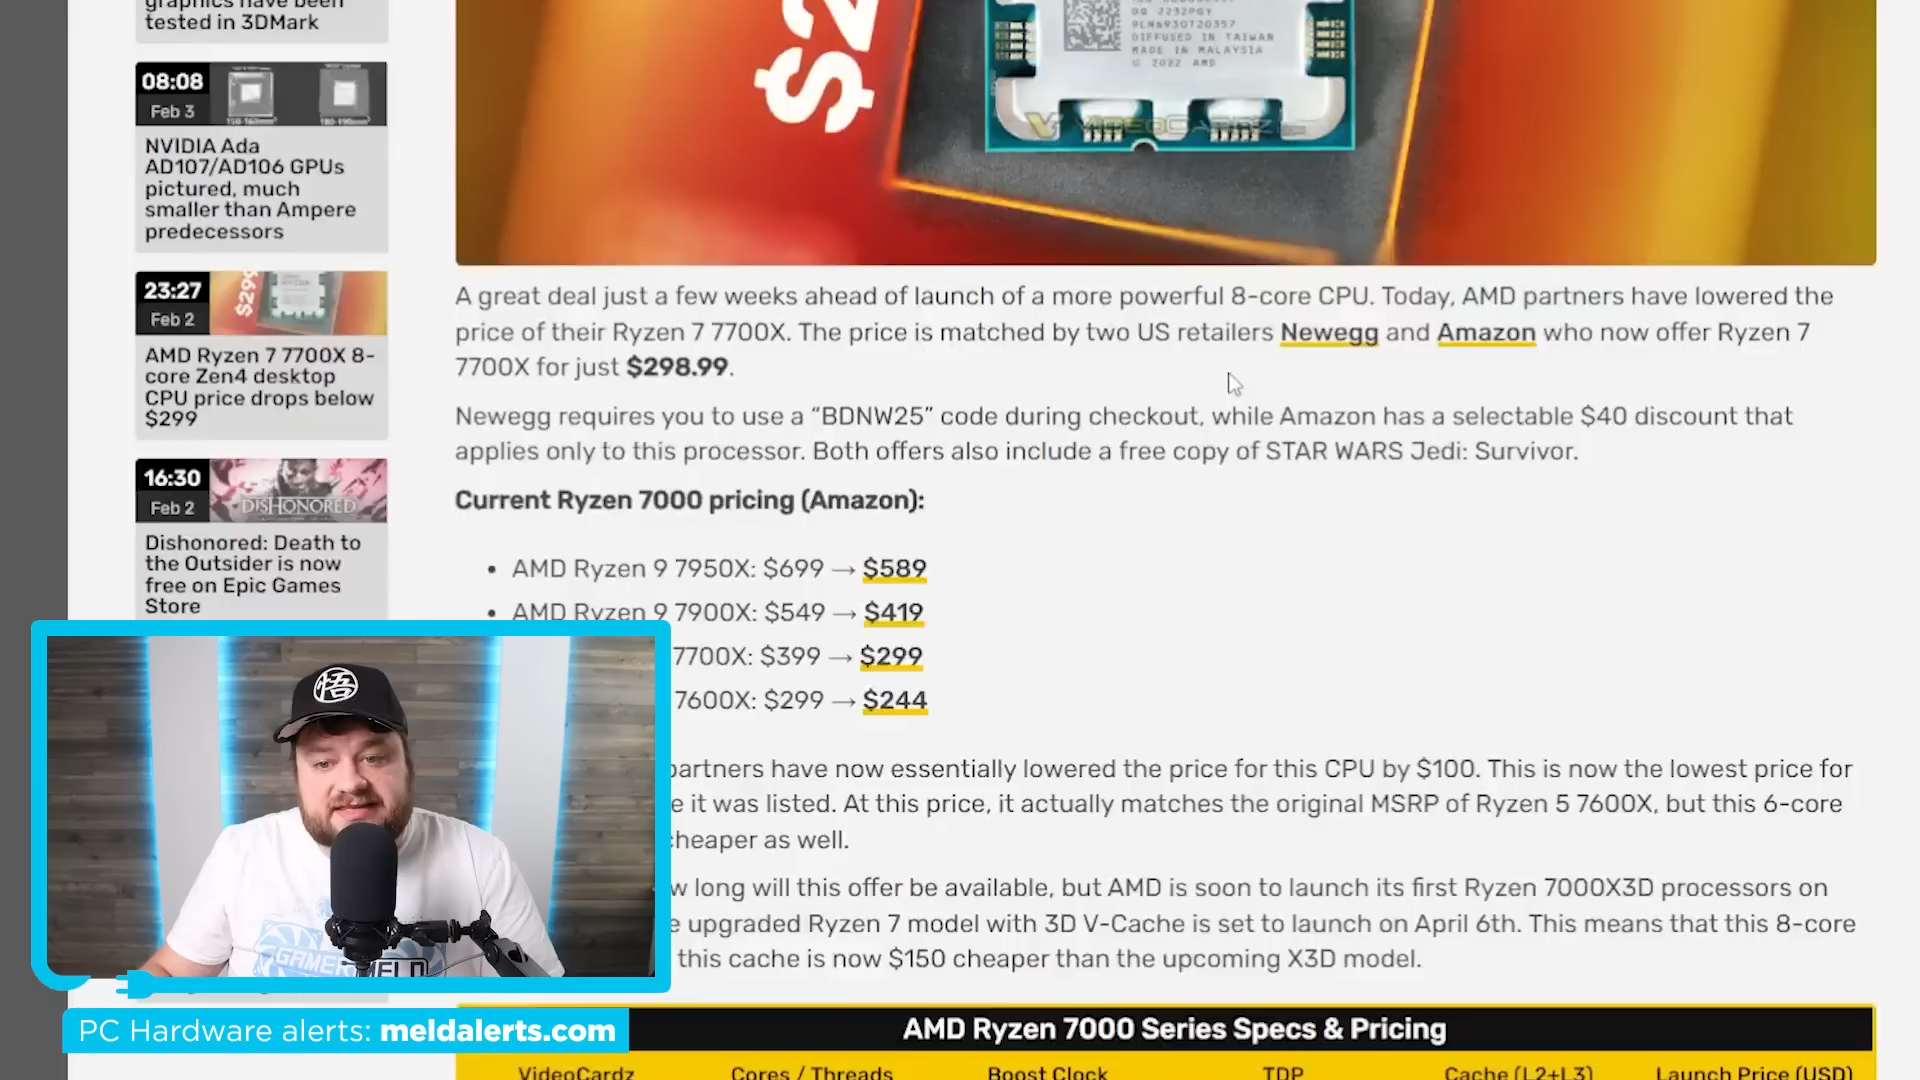 graphics have been
tested in 3DMark
08:08
Feb 3
NVIDIA Ada
AD107/AD106 GPUs
pictured, much
smaller than Ampere
predecessors
23:27
Feb 2
$299
AMD Ryzen 7 7700X 8-
core Zen4 desktop
CPU price drops below
$299
16:30
Feb 2
DISHONORED
Dishonored: Death to
the Outsider is now
free on Epic Games
Store
$2
GQ 2232PGY
9LN6930T20357
DIFFUSED IN TAIWAN
MADE IN MALAYSIA
© 2022 AMD
VIDEOCARDZ
A great deal just a few weeks ahead of launch of a more powerful 8-core CPU. Today, AMD partners have lowered the
price of their Ryzen 7 7700X. The price is matched by two US retailers Newegg and Amazon who now offer Ryzen 7
7700X for just $298.99.
Newegg requires you to use a “BDNW25” code during checkout, while Amazon has a selectable $40 discount that
applies only to this processor. Both offers also include a free copy of STAR WARS Jedi: Survivor.
Current Ryzen 7000 pricing (Amazon):
• AMD Ryzen 9 7950X: $699 → $589
• AMD Ryzen 9 7900X: $549 → $419
7700X: $399 → $299
7600X: $299 → $244
partners have now essentially lowered the price for this CPU by $100. This is now the lowest price for
it was listed. At this price, it actually matches the original MSRP of Ryzen 5 7600X, but this 6-core
cheaper as well.
long will this offer be available, but AMD is soon to launch its first Ryzen 7000X3D processors on
upgraded Ryzen 7 model with 3D V-Cache is set to launch on April 6th. This means that this 8-core
this cache is now $150 cheaper than the upcoming X3D model.
AMD Ryzen 7000 Series Specs & Pricing
VideoCardz Cores / Threads Boost Clock TDP Cache (L2+L3) Launch Price (USD)
悟
GAMER MELD
PC Hardware alerts: meldalerts.com